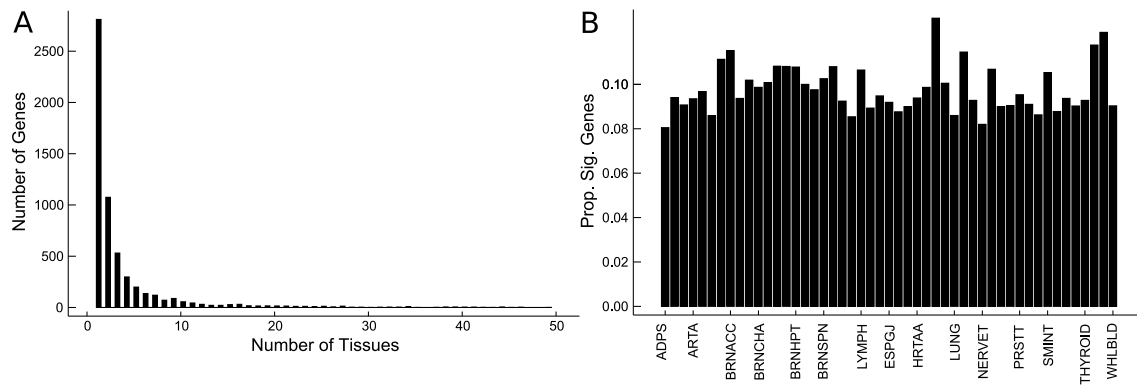 A
Number of Genes
2500
2000
1500
1000
500
0
0 10 20 30 40 50
Number of Tissues
B
Prop. Sig. Genes
0.10
0.08
0.06
0.04
0.02
0.00
ADPS ARTA BRNACC BRNCHA BRNHPT BRNSPN LYMPH ESPGJ HRTAA LUNG NERVET PRSTT SMINT THYROID WHLBLD